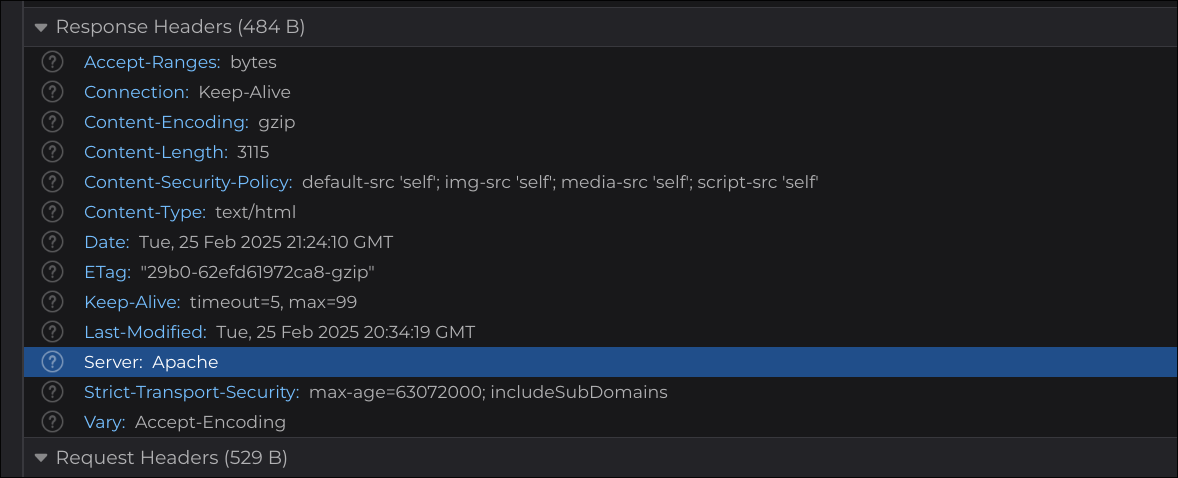 Response Headers (484 B)
Accept-Ranges: bytes
Connection: Keep-Alive
Content-Encoding: gzip
Content-Length: 3115
Content-Security-Policy: default-src 'self'; img-src 'self'; media-src 'self'; script-src 'self'
Content-Type: text/html
Date: Tue, 25 Feb 2025 21:24:10 GMT
ETag: "29b0-62efd61972ca8-gzip"
Keep-Alive: timeout=5, max=99
Last-Modified: Tue, 25 Feb 2025 20:34:19 GMT
Server: Apache
Strict-Transport-Security: max-age=63072000; includeSubDomains
Vary: Accept-Encoding
Request Headers (529 B)